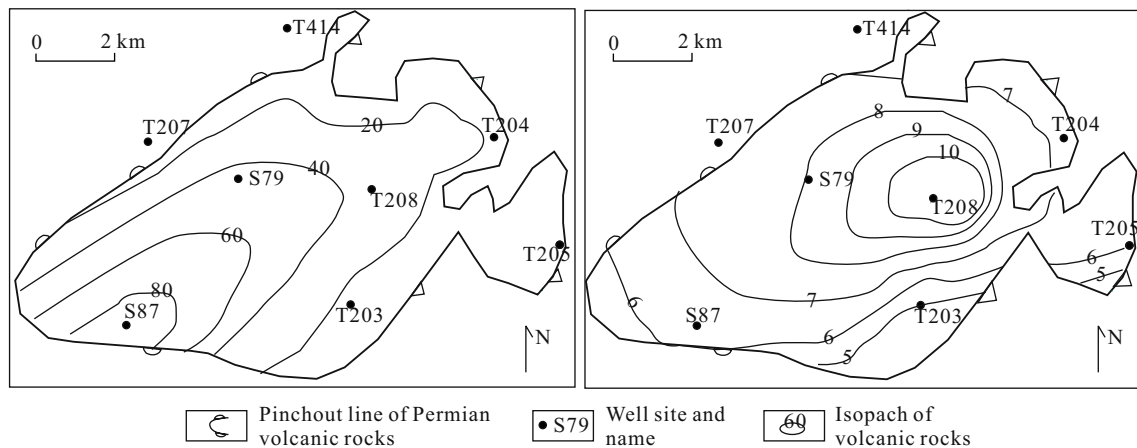 T414
0 2 km
T207
20
T204
S79
40
T208
60
T205
80
S87
T203
N
T414
0 2 km
7
8
T207
9
T204
10
S79
T208
T205
6
5
6
S87
7
T203
6
5
N
Pinchout line of Permian
volcanic rocks
S79
Well site and
name
60
Isopach of
volcanic rocks